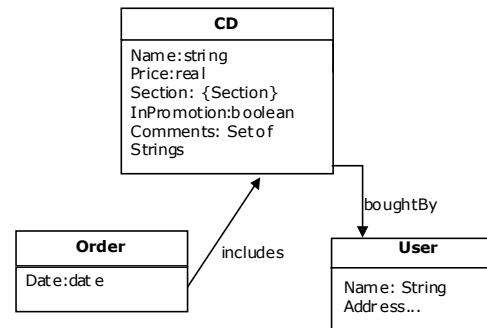 CD
Name:string
Price:real
Section: {Section}
InPromotion:boolean
Comments: Set of
Strings
boughtBy
includes
Order
Date:date
User
Name: String
Address...